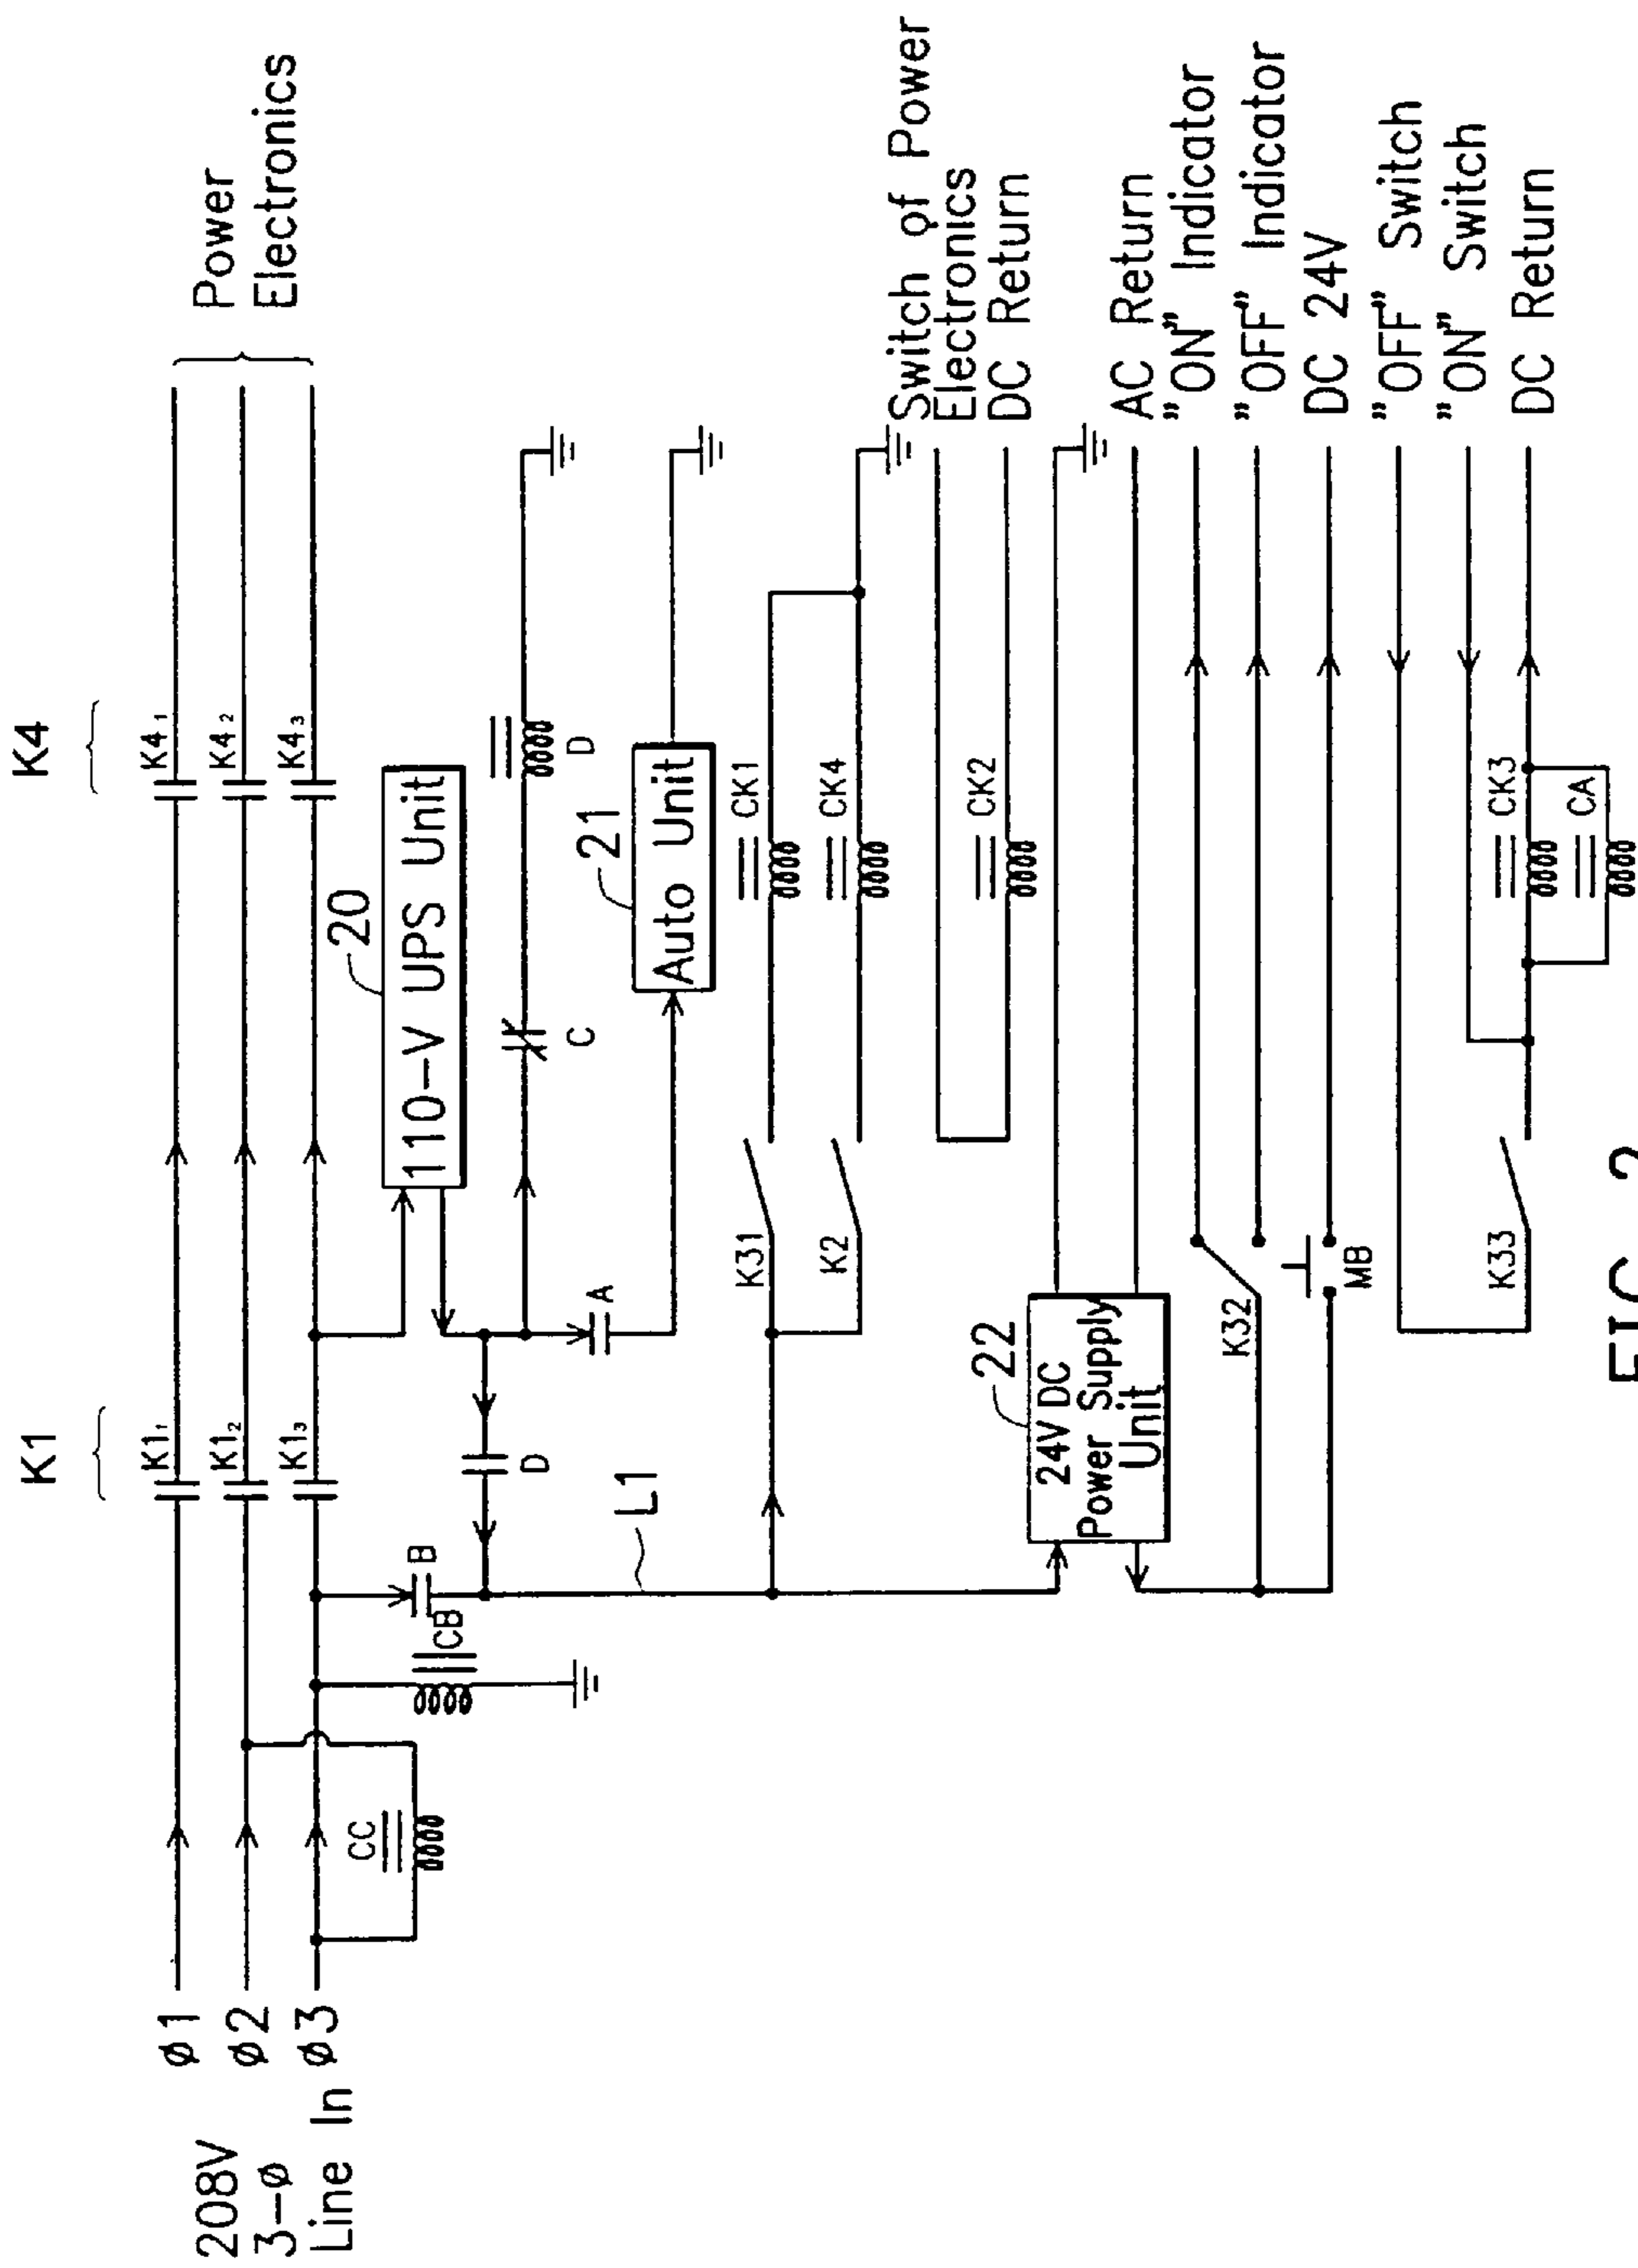 K1
K4
208V
3-ø
Line In
ø1
ø2
ø3
K1₁
K1₂
K1₃
K4₁
K4₂
K4₃
Power
Electronics
CC
CB
B
D
L1
A
20
110-V UPS Unit
C
D
21
Auto Unit
K31
CK1
K2
CK4
Switch of Power
Electronics
CK2
DC Return
22
24V DC
Power Supply
Unit
AC Return
K32
"ON" Indicator
"OFF" Indicator
MB
DC 24V
"OFF" Switch
"ON" Switch
K33
CK3
DC Return
CA